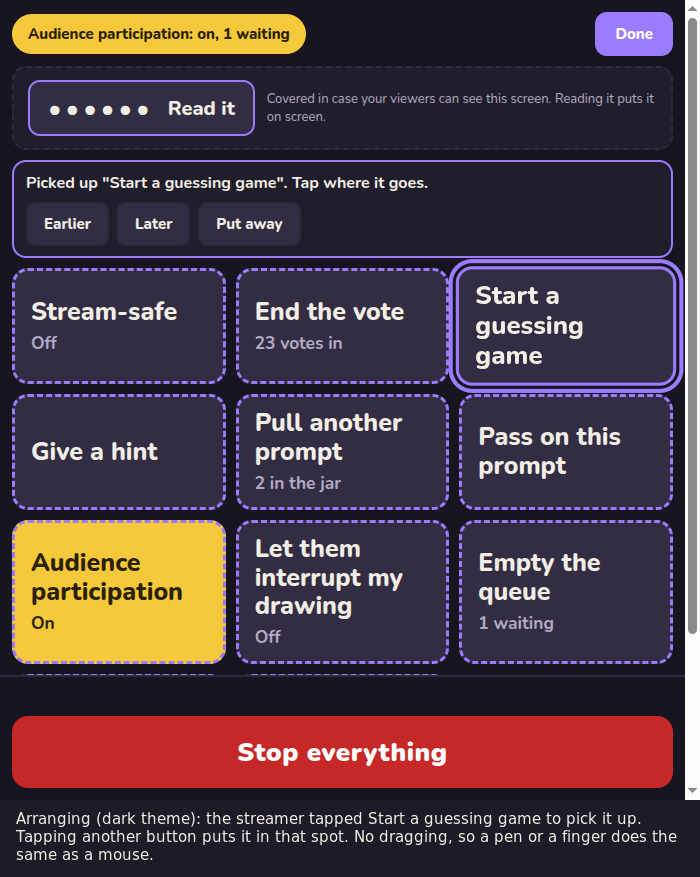 Audience participation: on, 1 waiting
Done
●●●●●● Read it
Covered in case your viewers can see this screen. Reading it puts it
on screen.
Picked up "Start a guessing game". Tap where it goes.
Earlier
Later
Put away
Stream-safe
Off
End the vote
23 votes in
Start a
guessing
game
Give a hint
Pull another
prompt
2 in the jar
Pass on this
prompt
Audience
participation
On
Let them
interrupt my
drawing
Off
Empty the
queue
1 waiting
Stop everything
Arranging (dark theme): the streamer tapped Start a guessing game to pick it up.
Tapping another button puts it in that spot. No dragging, so a pen or a finger does the
same as a mouse.